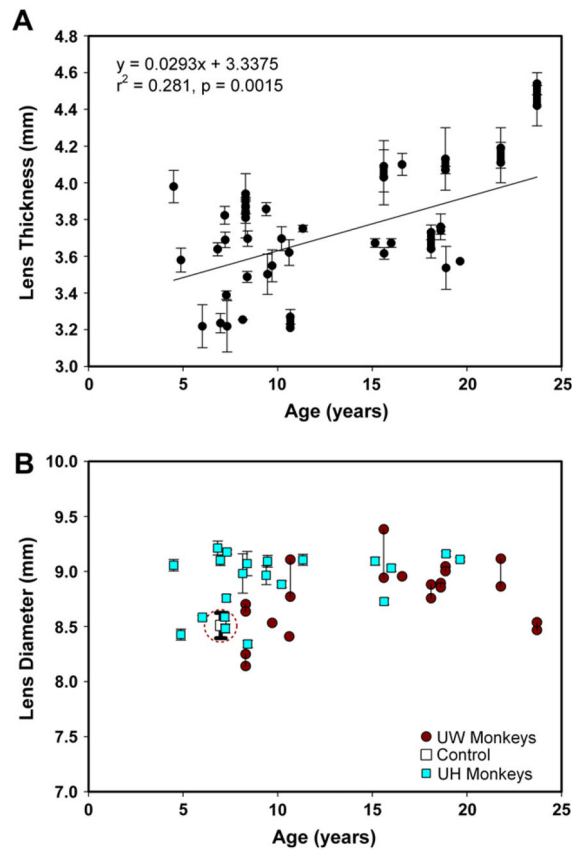 A
y = 0.0293x + 3.3375
r² = 0.281, p = 0.0015
Lens Thickness (mm)
4.8
4.6
4.4
4.2
4.0
3.8
3.6
3.4
3.2
3.0
0 5 10 15 20 25
Age (years)
B
Lens Diameter (mm)
10.0
9.5
9.0
8.5
8.0
7.5
7.0
UW Monkeys
Control
UH Monkeys
0 5 10 15 20 25
Age (years)